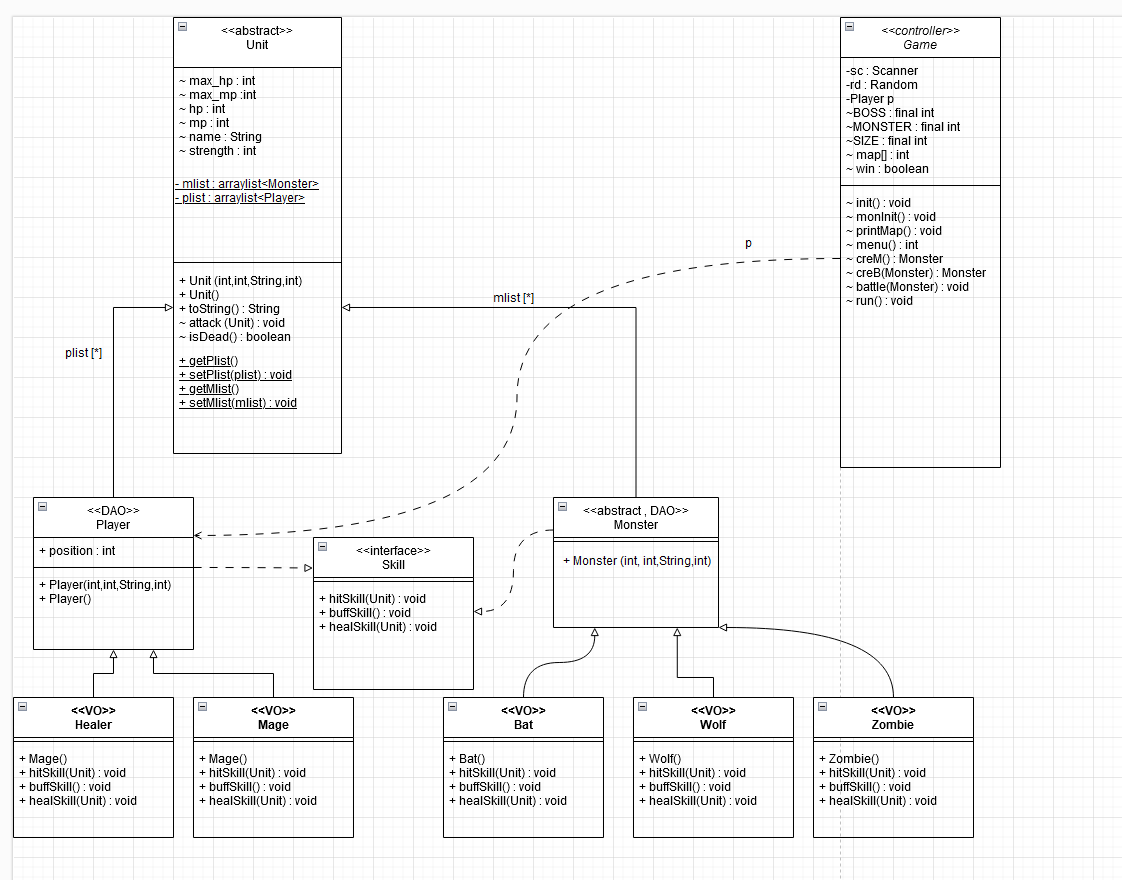 <<abstract>>
Unit
~ max_hp : int
~ max_mp :int
~ hp : int
~ mp : int
~ name : String
~ strength : int
- mlist : arraylist<Monster>
- plist : arraylist<Player>
+ Unit (int,int,String,int)
+ Unit()
+ toString() : String
~ attack (Unit) : void
~ isDead() : boolean
+ getPlist()
+ setPlist(plist) : void
+ getMlist()
+ setMlist(mlist) : void
<<controller>>
Game
-sc : Scanner
-rd : Random
-Player p
~BOSS : final int
~MONSTER : final int
~SIZE : final int
~ map[] : int
~ win : boolean
~ init() : void
~ monInit() : void
~ printMap() : void
~ menu() : int
~ creM() : Monster
~ creB(Monster) : Monster
~ battle(Monster) : void
~ run() : void
p
mlist [*]
plist [*]
<<DAO>>
Player
+ position : int
+ Player(int,int,String,int)
+ Player()
<<interface>>
Skill
+ hitSkill(Unit) : void
+ buffSkill() : void
+ healSkill(Unit) : void
<<abstract , DAO>>
Monster
+ Monster (int, int,String,int)
<<VO>>
Healer
+ Mage()
+ hitSkill(Unit) : void
+ buffSkill() : void
+ healSkill(Unit) : void
<<VO>>
Mage
+ Mage()
+ hitSkill(Unit) : void
+ buffSkill() : void
+ healSkill(Unit) : void
<<VO>>
Bat
+ Bat()
+ hitSkill(Unit) : void
+ buffSkill() : void
+ healSkill(Unit) : void
<<VO>>
Wolf
+ Wolf()
+ hitSkill(Unit) : void
+ buffSkill() : void
+ healSkill(Unit) : void
<<VO>>
Zombie
+ Zombie()
+ hitSkill(Unit) : void
+ buffSkill() : void
+ healSkill(Unit) : void